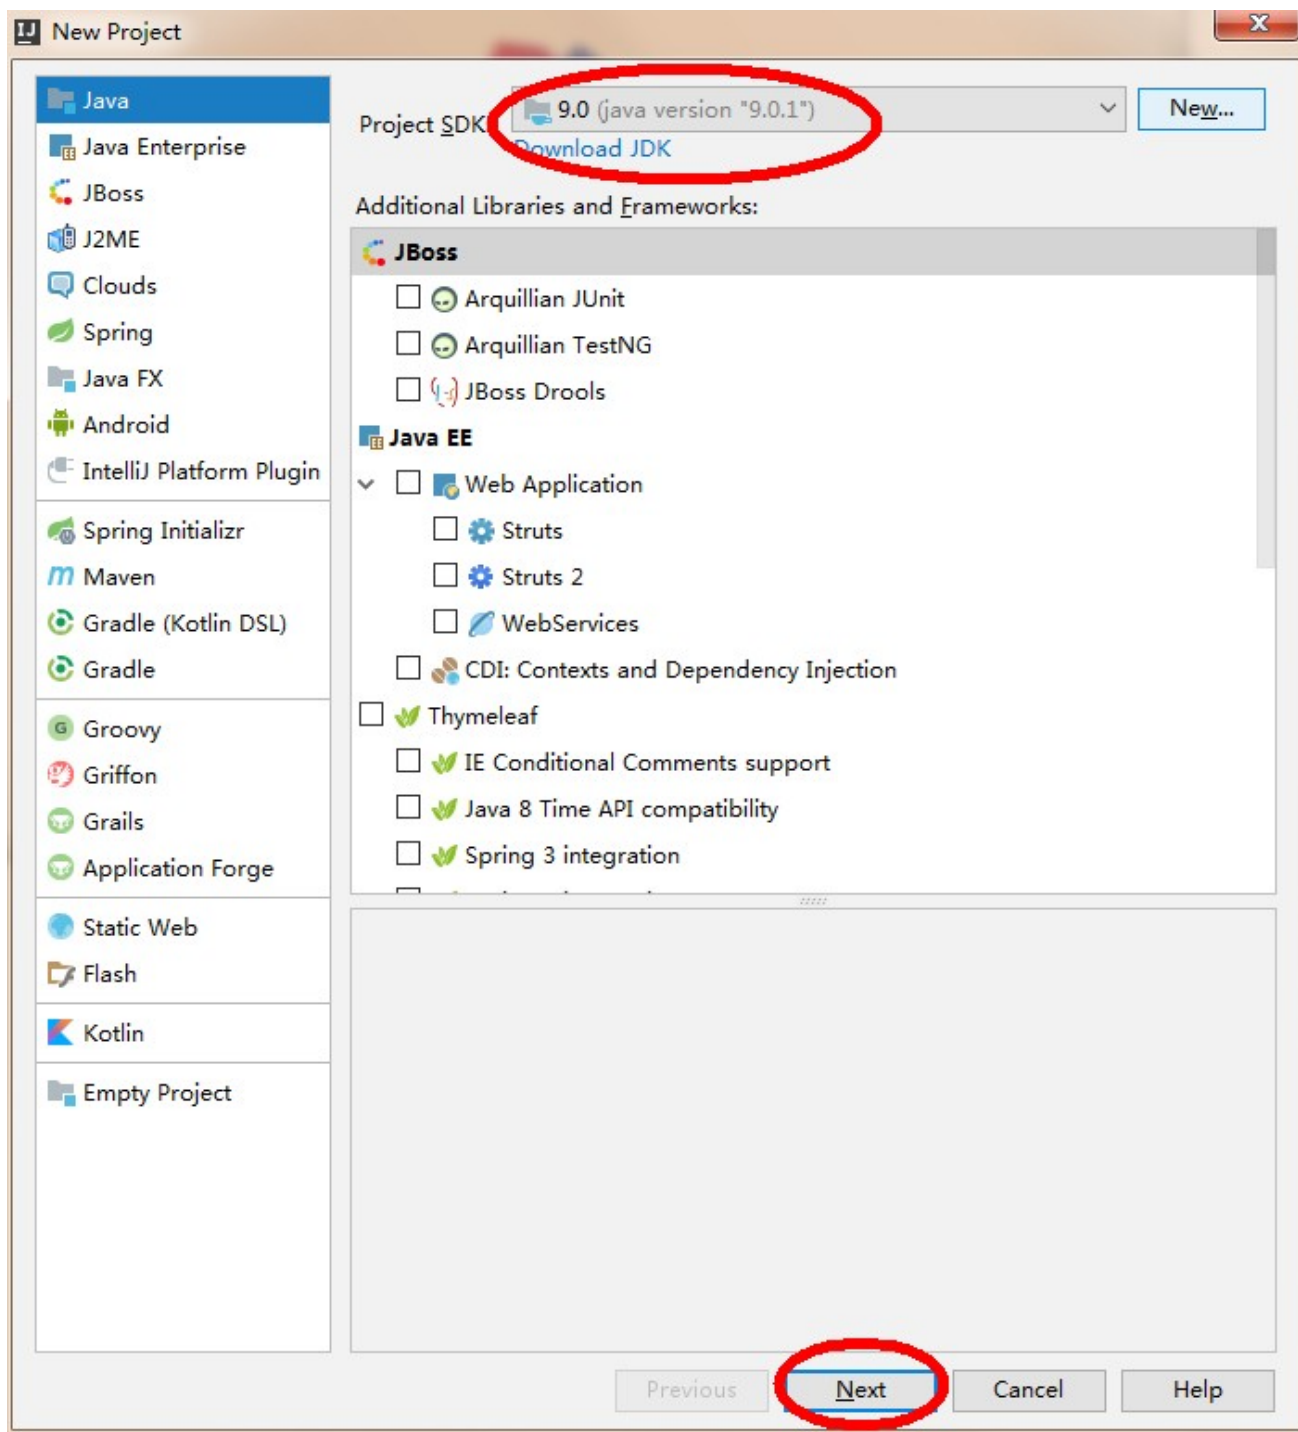 New Project
Java
Java Enterprise
JBoss
J2ME
Clouds
Spring
Java FX
Android
IntelliJ Platform Plugin
Spring Initializr
Maven
Gradle (Kotlin DSL)
Gradle
Groovy
Griffon
Grails
Application Forge
Static Web
Flash
Kotlin
Empty Project
Project SDK
9.0 (java version "9.0.1")
New...
Download JDK
Additional Libraries and Frameworks:
JBoss
Arquillian JUnit
Arquillian TestNG
JBoss Drools
Java EE
Web Application
Struts
Struts 2
WebServices
CDI: Contexts and Dependency Injection
Thymeleaf
IE Conditional Comments support
Java 8 Time API compatibility
Spring 3 integration
Previous
Next
Cancel
Help